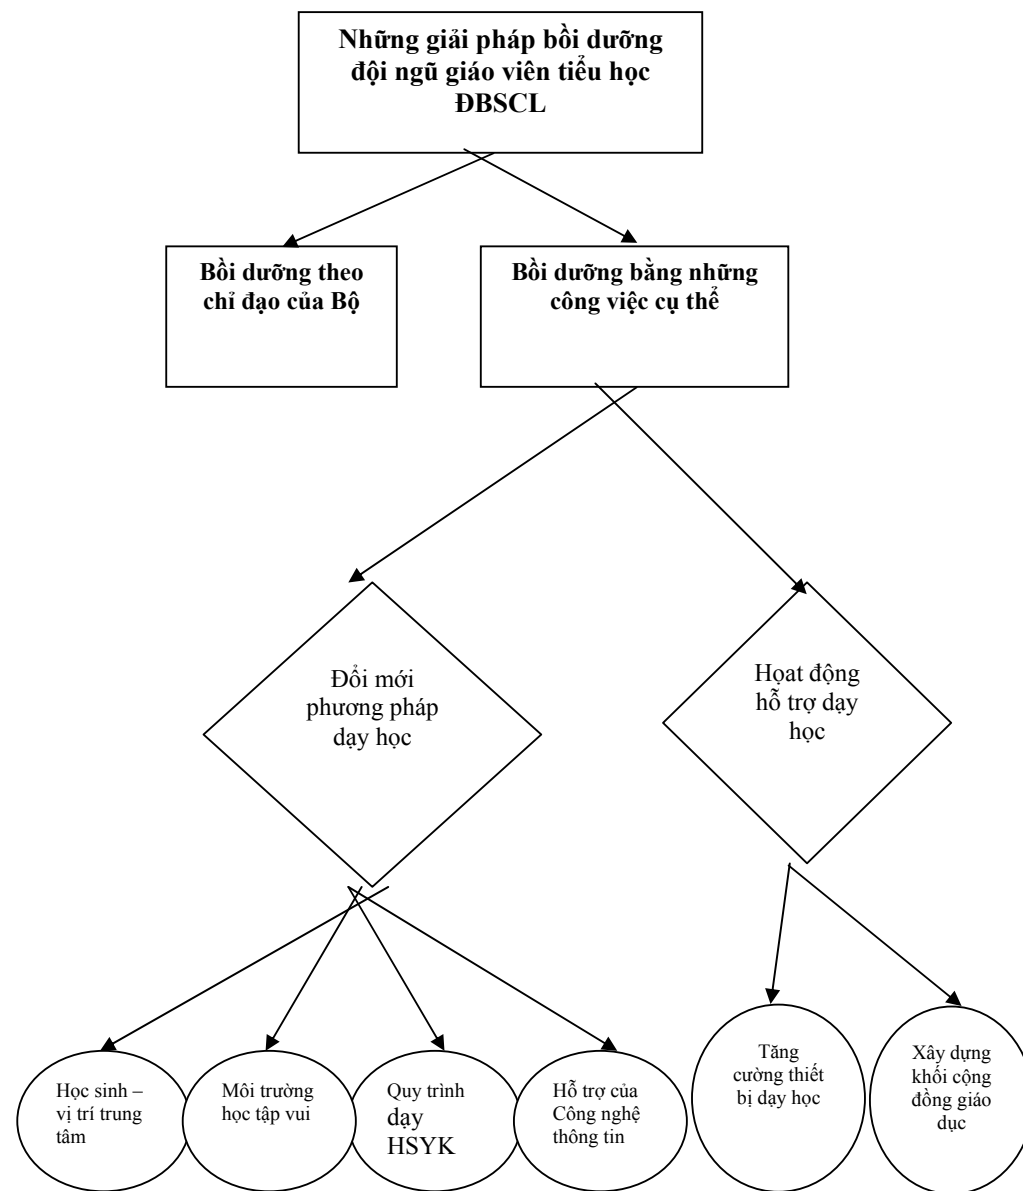 Những giải pháp bồi dưỡng
đội ngũ giáo viên tiểu học
ĐBSCL
Bồi dưỡng theo
chỉ đạo của Bộ
Bồi dưỡng bằng những
công việc cụ thể
Đổi mới
phương pháp
dạy học
Họat động
hỗ trợ dạy
học
Học sinh –
vị trí trung
tâm
Môi trường
học tập vui
Quy trình
dạy
HSYK
Hỗ trợ của
Công nghệ
thông tin
Tăng
cường thiết
bị dạy học
Xây dựng
khối cộng
đồng giáo
dục